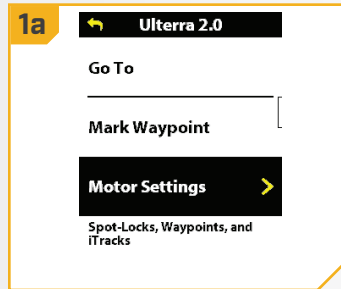 1a
Ulterra 2.0
Go To
Mark Waypoint
Motor Settings
Spot-Locks, Waypoints, and
iTracks